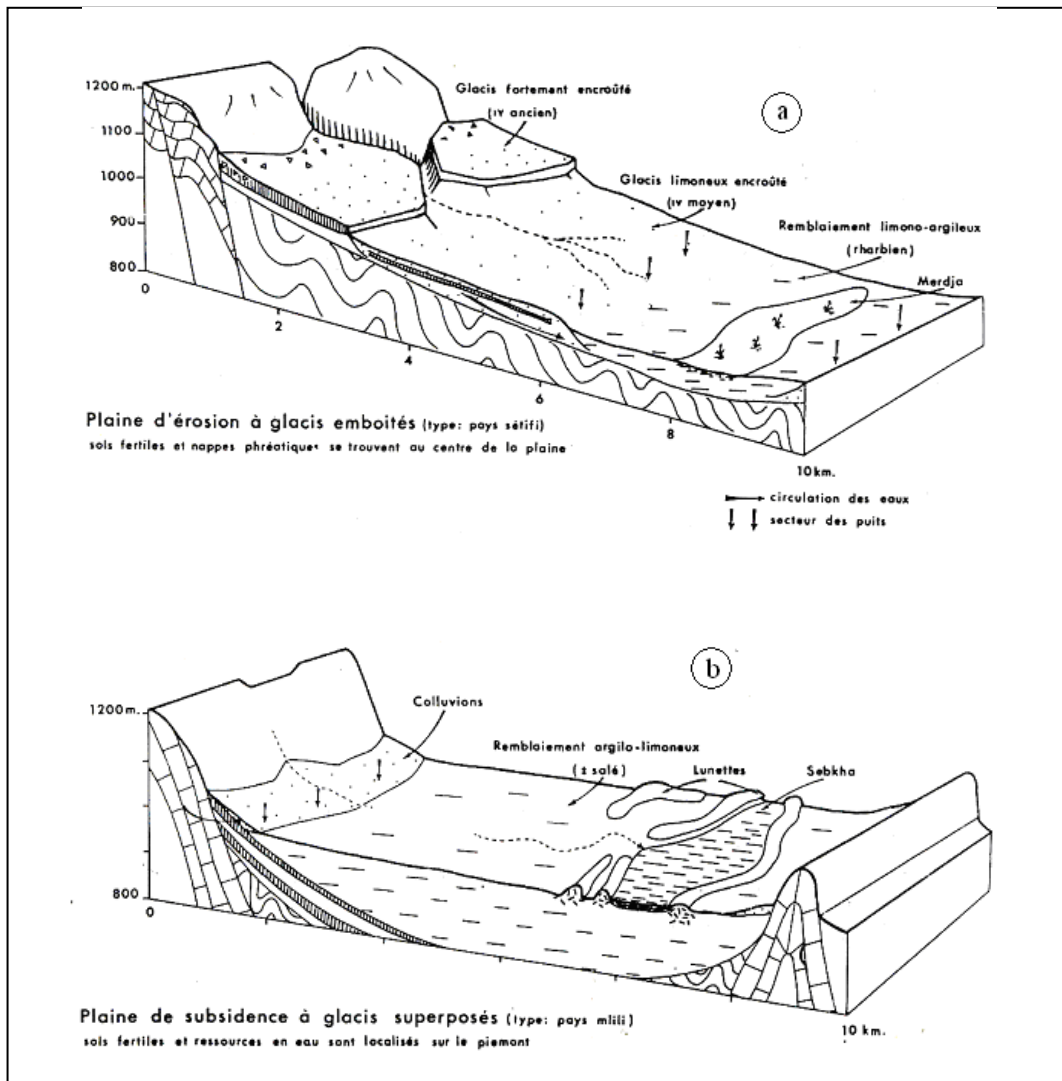 a
1200 m.
1100
1000
900
800
0
2
4
6
8
10 km.
Glacis fortement encroûté
(IV ancien)
Glacis limoneux encroûté
(IV moyen)
Remblaiement limono-argileux
(rharbien)
Merdja
Plaine d'érosion à glacis emboités (type: pays sétifi)
sols fertiles et nappes phréatiques se trouvent au centre de la plaine
circulation des eaux
secteur des puits
b
1200m.
800
0
10 km.
Colluvions
Remblaiement argilo-limoneux
(± salé)
Lunettes
Sebkha
Plaine de subsidence à glacis superposés (type: pays mlili)
sols fertiles et ressources en eau sont localisés sur le piemont